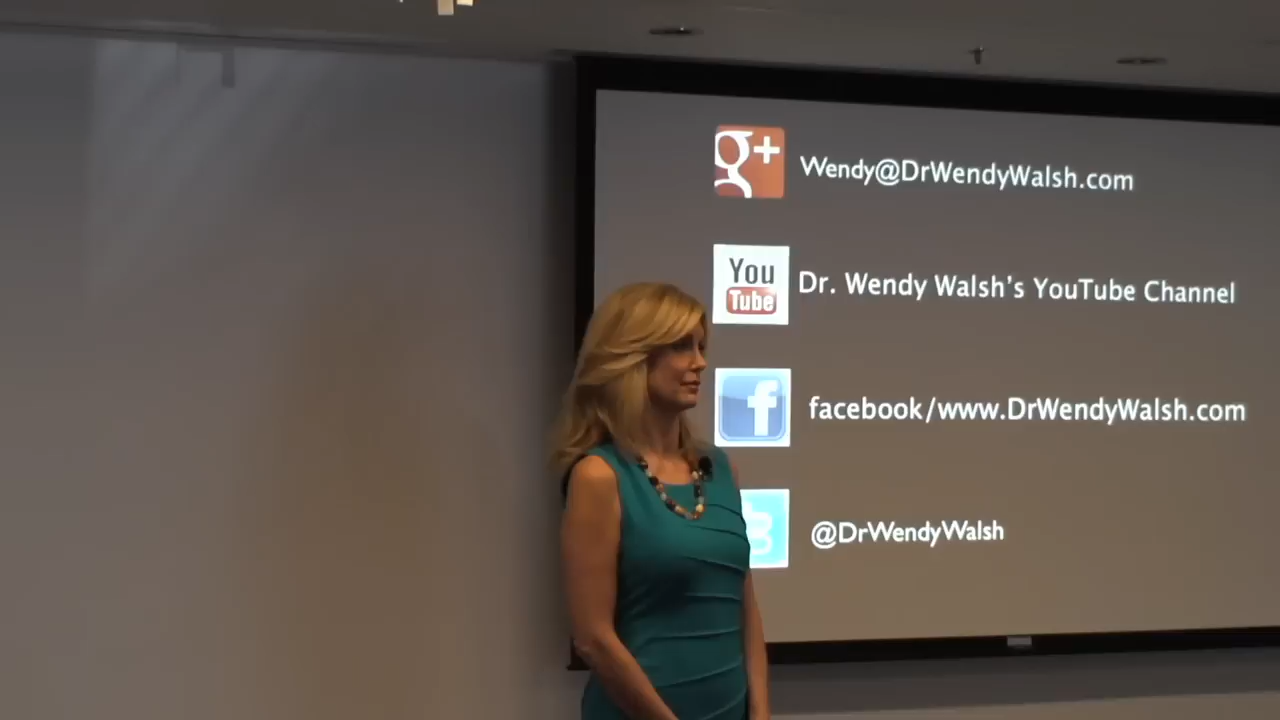 g+
Wendy@DrWendyWalsh.com
You
Tube
Dr. Wendy Walsh's YouTube Channel
f
facebook/www.DrWendyWalsh.com
@DrWendyWalsh